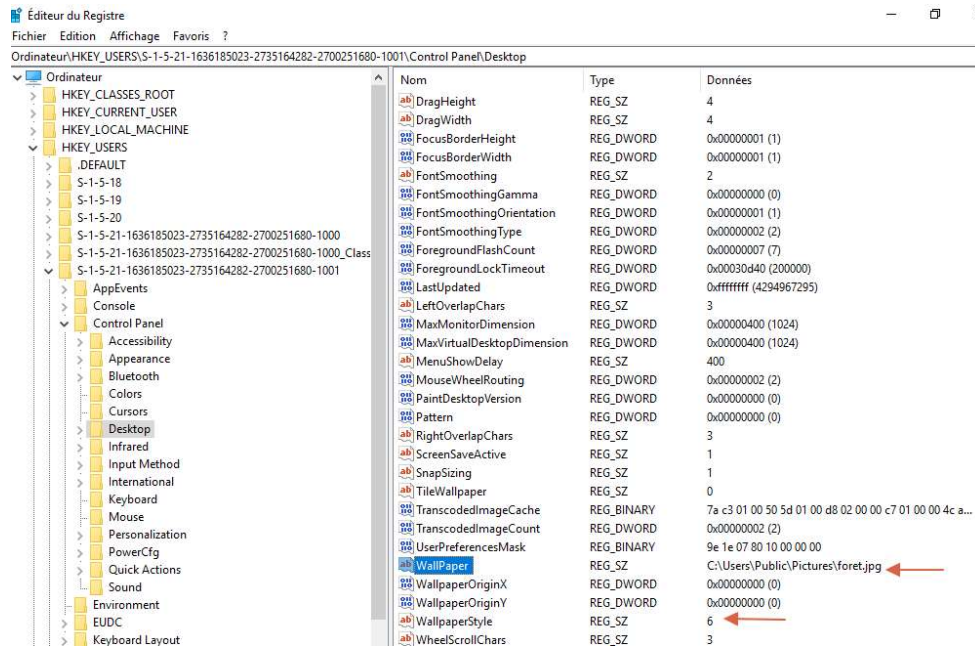 Éditeur du Registre
Fichier Edition Affichage Favoris ?
Ordinateur\HKEY_USERS\S-1-5-21-1636185023-2735164282-2700251680-1001\Control Panel\Desktop
Ordinateur
HKEY_CLASSES_ROOT
HKEY_CURRENT_USER
HKEY_LOCAL_MACHINE
HKEY_USERS
.DEFAULT
S-1-5-18
S-1-5-19
S-1-5-20
S-1-5-21-1636185023-2735164282-2700251680-1000
S-1-5-21-1636185023-2735164282-2700251680-1000_Class
S-1-5-21-1636185023-2735164282-2700251680-1001
AppEvents
Console
Control Panel
Accessibility
Appearance
Bluetooth
Colors
Cursors
Desktop
Infrared
Input Method
International
Keyboard
Mouse
Personalization
PowerCfg
Quick Actions
Sound
Environment
EUDC
Keyboard Layout
Nom Type Données
DragHeight REG_SZ 4
DragWidth REG_SZ 4
FocusBorderHeight REG_DWORD 0x00000001 (1)
FocusBorderWidth REG_DWORD 0x00000001 (1)
FontSmoothing REG_SZ 2
FontSmoothingGamma REG_DWORD 0x00000000 (0)
FontSmoothingOrientation REG_DWORD 0x00000001 (1)
FontSmoothingType REG_DWORD 0x00000002 (2)
ForegroundFlashCount REG_DWORD 0x00000007 (7)
ForegroundLockTimeout REG_DWORD 0x00030d40 (200000)
LastUpdated REG_DWORD 0xffffffff (4294967295)
LeftOverlapChars REG_SZ 3
MaxMonitorDimension REG_DWORD 0x00000400 (1024)
MaxVirtualDesktopDimension REG_DWORD 0x00000400 (1024)
MenuShowDelay REG_SZ 400
MouseWheelRouting REG_DWORD 0x00000002 (2)
PaintDesktopVersion REG_DWORD 0x00000000 (0)
Pattern REG_DWORD 0x00000000 (0)
RightOverlapChars REG_SZ 3
ScreenSaveActive REG_SZ 1
SnapSizing REG_SZ 1
TileWallpaper REG_SZ 0
TranscodedImageCache REG_BINARY 7a c3 01 00 50 5d 01 00 d8 02 00 00 c7 01 00 00 4c a...
TranscodedImageCount REG_DWORD 0x00000002 (2)
UserPreferencesMask REG_BINARY 9e 1e 07 80 10 00 00 00
WallPaper REG_SZ C:\Users\Public\Pictures\foret.jpg
WallpaperOriginX REG_DWORD 0x00000000 (0)
WallpaperOriginY REG_DWORD 0x00000000 (0)
WallpaperStyle REG_SZ 6
WheelScrollChars REG_SZ 3